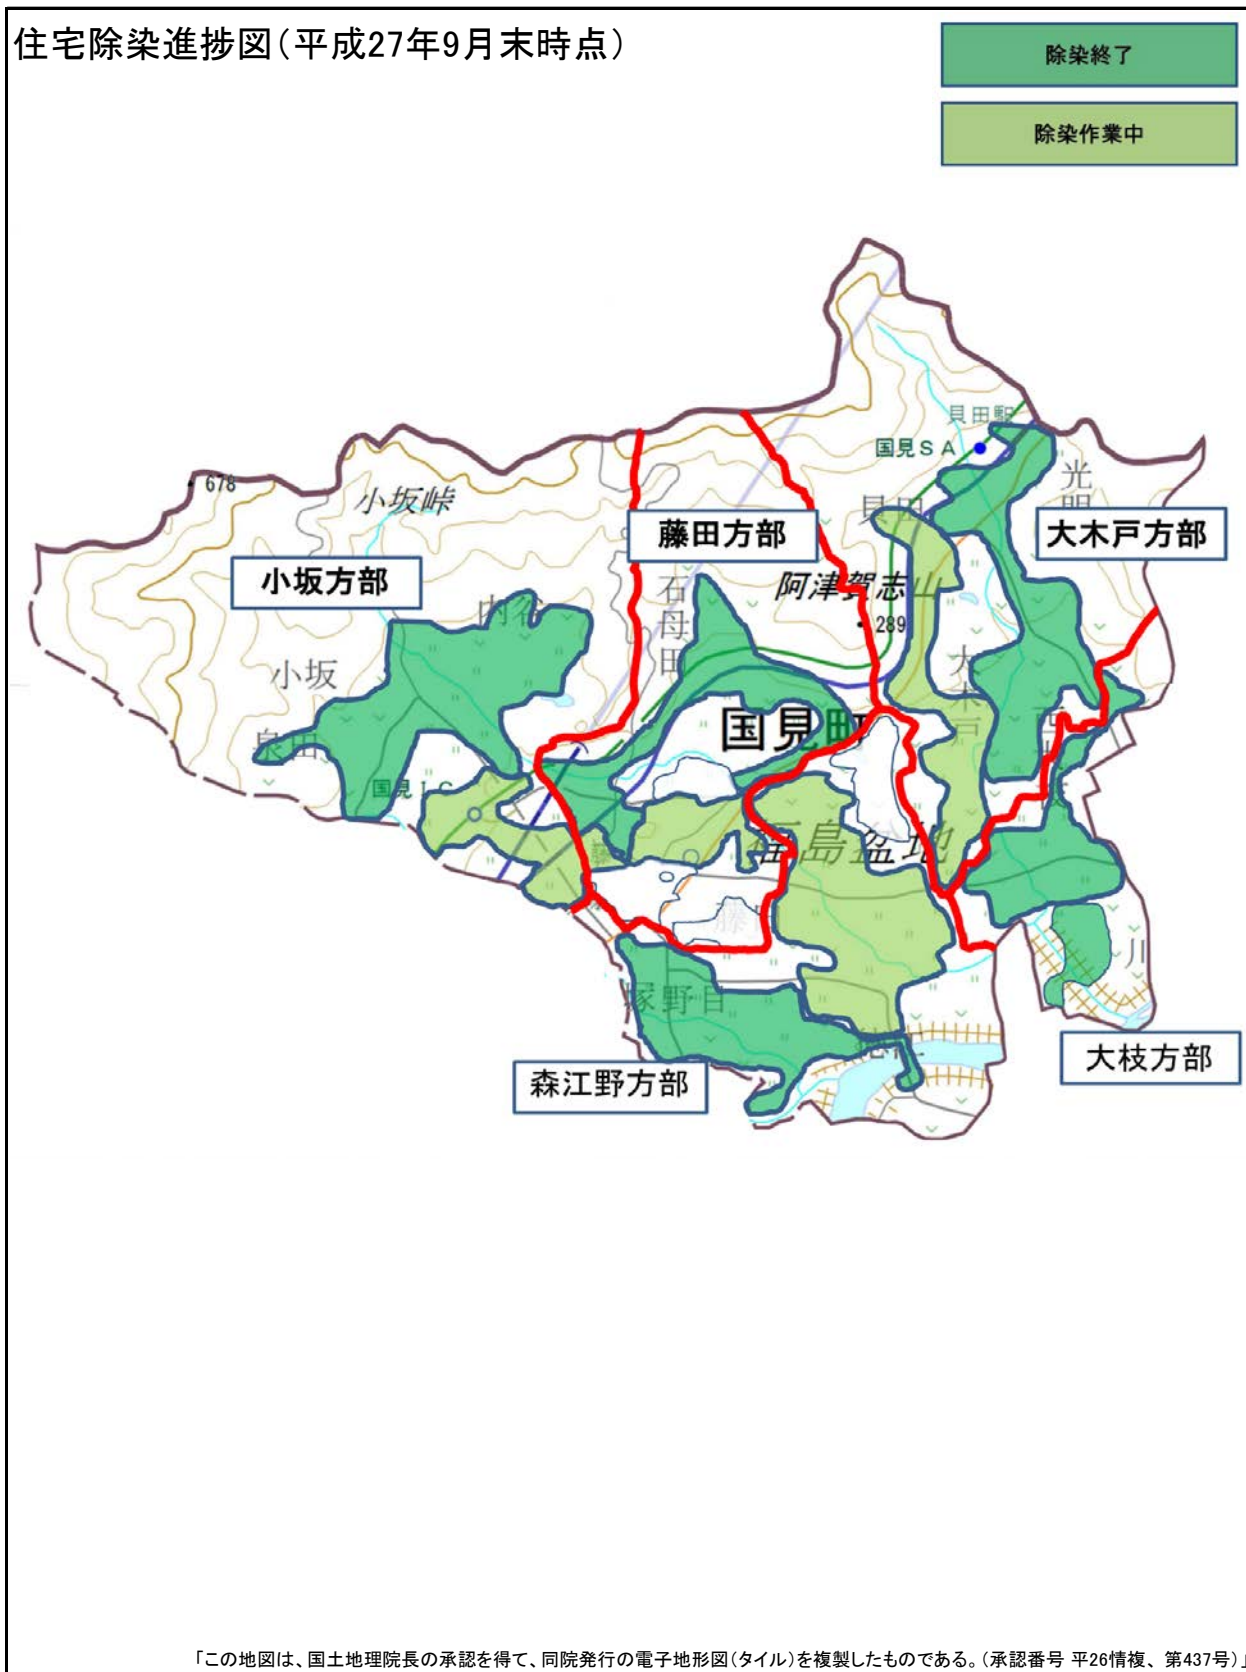 住宅除染進捗図(平成27年9月末時点)
除染終了
除染作業中
貝田駅
国見SA
678
小坂峠
貝田
光明
藤田方部
大木戸方部
小坂方部
阿津賀志山
289
内谷
石母田
小坂
大木戸
泉田
国見町
国見IC
福島盆地
藤田
川
塚野目
徳江
大枝方部
森江野方部
「この地図は、国土地理院長の承認を得て、同院発行の電子地形図(タイル)を複製したものである。(承認番号 平26情複、第437号)」